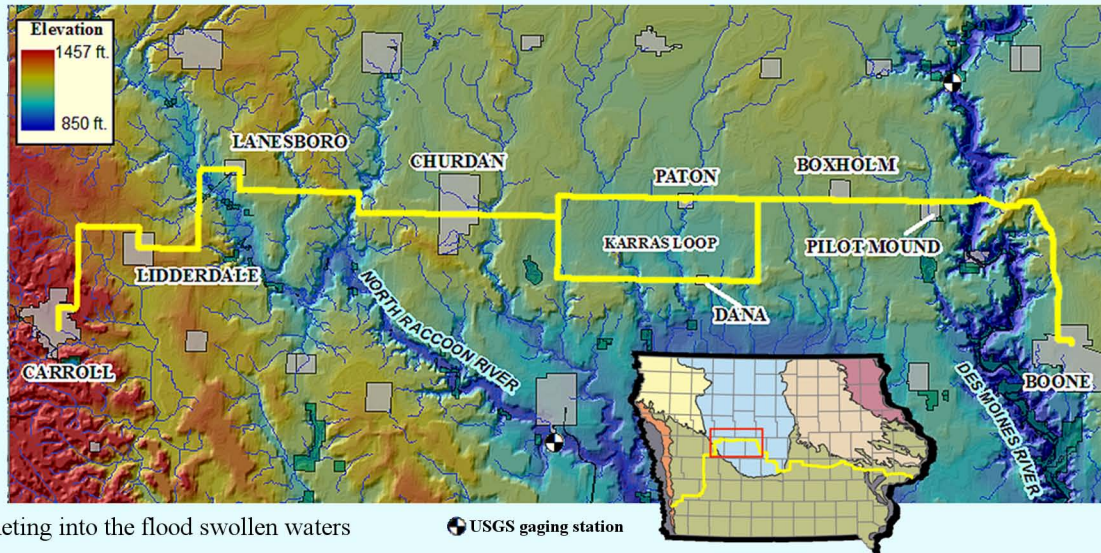 Elevation
1457 ft.
850 ft.
LANESBORO
CHURDAN
PATON
BOXHOLM
KARRAS LOOP
PILOT MOUND
LIDDERDALE
NORTH RACCOON RIVER
DANA
CARROLL
BOONE
DES MOINES RIVER
eting into the flood swollen waters
USGS gaging station